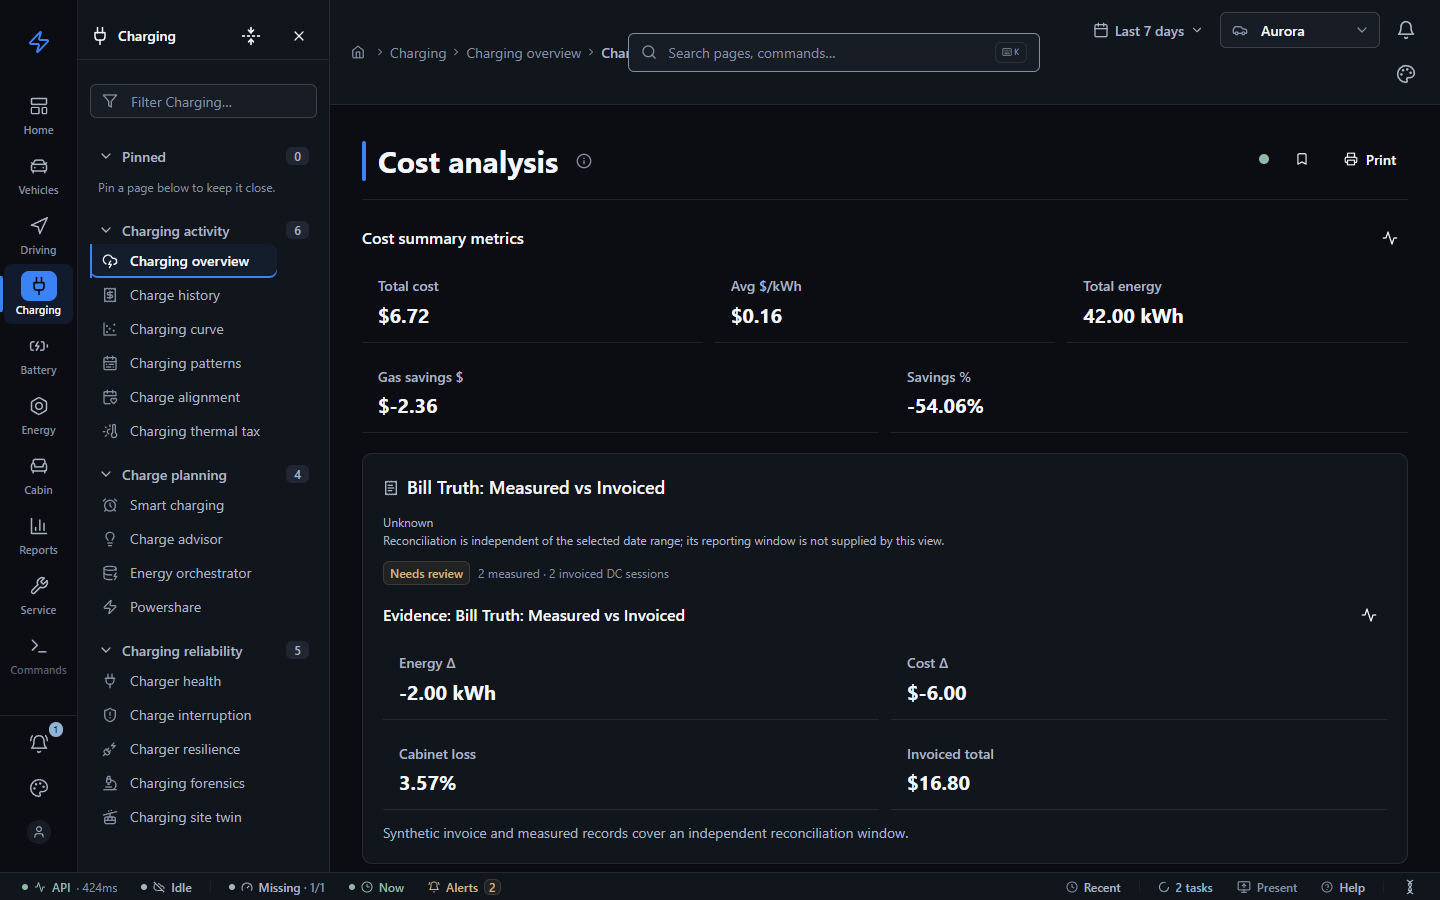 Charging
Charging
Charging overview
Char
Search pages, commands...
K
Last 7 days
Aurora
Home
Vehicles
Driving
Charging
Battery
Energy
Cabin
Reports
Service
Commands
1
Filter Charging...
Pinned
0
Pin a page below to keep it close.
Charging activity
6
Charging overview
Charge history
Charging curve
Charging patterns
Charge alignment
Charging thermal tax
Charge planning
4
Smart charging
Charge advisor
Energy orchestrator
Powershare
Charging reliability
5
Charger health
Charge interruption
Charger resilience
Charging forensics
Charging site twin
Cost analysis
Print
Cost summary metrics
Total cost
$6.72
Avg $/kWh
$0.16
Total energy
42.00 kWh
Gas savings $
$-2.36
Savings %
-54.06%
Bill Truth: Measured vs Invoiced
Unknown
Reconciliation is independent of the selected date range; its reporting window is not supplied by this view.
Needs review
2 measured · 2 invoiced DC sessions
Evidence: Bill Truth: Measured vs Invoiced
Energy Δ
-2.00 kWh
Cost Δ
$-6.00
Cabinet loss
3.57%
Invoiced total
$16.80
Synthetic invoice and measured records cover an independent reconciliation window.
API · 424ms
Idle
Missing · 1/1
Now
Alerts 2
Recent
2 tasks
Present
Help